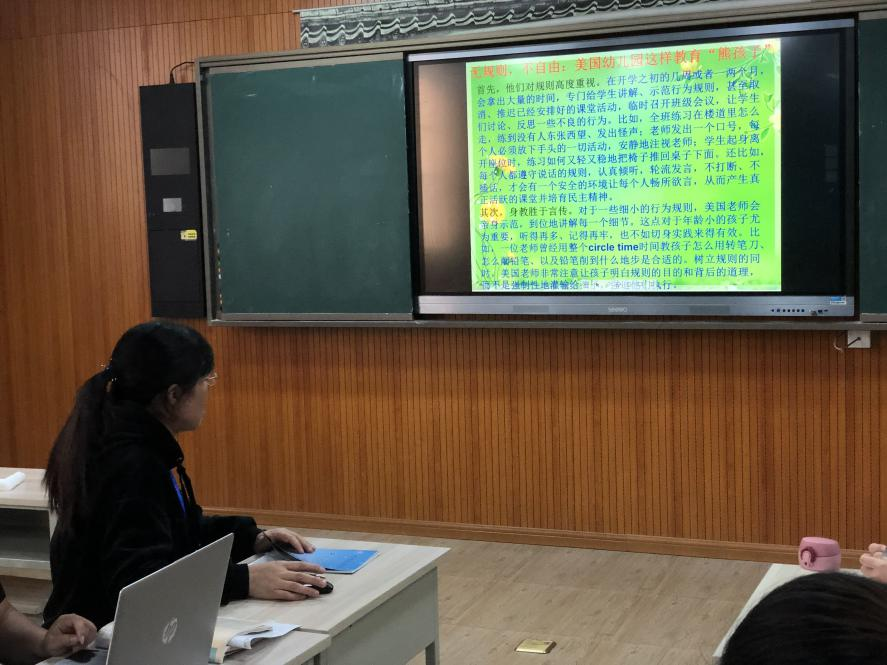 无规则，不自由：美国幼儿园这样教育“熊孩子”
首先，他们对规则高度重视。在开学之初的几周或者一两个月，
会拿出大量的时间，专门给学生讲解、示范行为规则，甚至取
消、推迟已经安排好的课堂活动，临时召开班级会议，让学生
们讨论、反思一些不良的行为。比如，全班练习在楼道里怎么
走，练到没有人东张西望、发出怪声；老师发出一个口号，每
个人必须放下手头的一切活动，安静地注视老师；学生起身离
开座位时，练习如何又轻又稳地把椅子推回桌子下面。还比如，
每个人都遵守说话的规则，认真倾听，轮流发言，不打断、不
插话，才会有一个安全的环境让每个人畅所欲言，从而产生真
正活跃的课堂并培育民主精神。
其次，身教胜于言传。对于一些细小的行为规则，美国老师会
亲身示范，到位地讲解每一个细节。这点对于年龄小的孩子尤
为重要，听得再多、记得再牢，也不如切身实践来得有效。比
如，一位老师曾经用整个circle time时间教孩子怎么用转笔刀、
怎么削铅笔、以及铅笔削到什么地步是合适的。树立规则的同
时，美国老师非常注意让孩子明白规则的目的和背后的道理，
而不是强制性地灌输给孩子，
执行。
seewo
hp